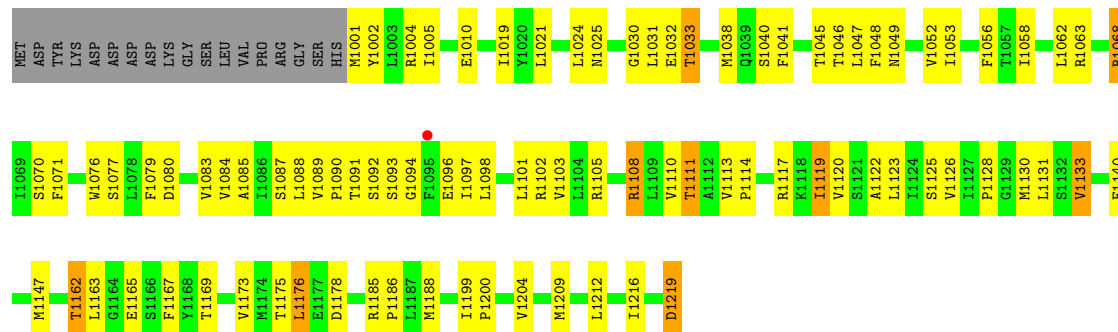 MET ASP TYR LYS ASP ASP ASP ASP LYS GLY SER LEU VAL PRO ARG GLY SER HIS M1001 Y1002 L1003 R1004 I1005 E1010 I1019 Y1020 L1021 L1024 N1025 G1030 L1031 E1032 T1033 M1038 Q1039 S1040 F1041 T1045 T1046 L1047 F1048 N1049 V1052 I1053 F1056 T1057 I1058 L1062 R1063
I1069 S1070 F1071 W1076 S1077 L1078 F1079 D1080 V1083 V1084 A1085 I1086 S1087 L1088 V1089 P1090 T1091 S1092 S1093 G1094 F1095 E1096 I1097 L1098 L1101 R1102 V1103 L1104 R1105 R1108 L1109 V1110 T1111 A1112 V1113 P1114 R1117 K1118 I1119 V1120 S1121 A1122 L1123 I1124 S1125 V1126 I1127 P1128 G1129 M1130 L1131 S1132 V1133
M1147 T1162 L1163 G1164 E1165 S1166 F1167 Y1168 T1169 V1173 M1174 T1175 L1176 E1177 D1178 R1185 P1186 L1187 M1188 I1199 P1200 V1204 M1209 L1212 I1216 D1219